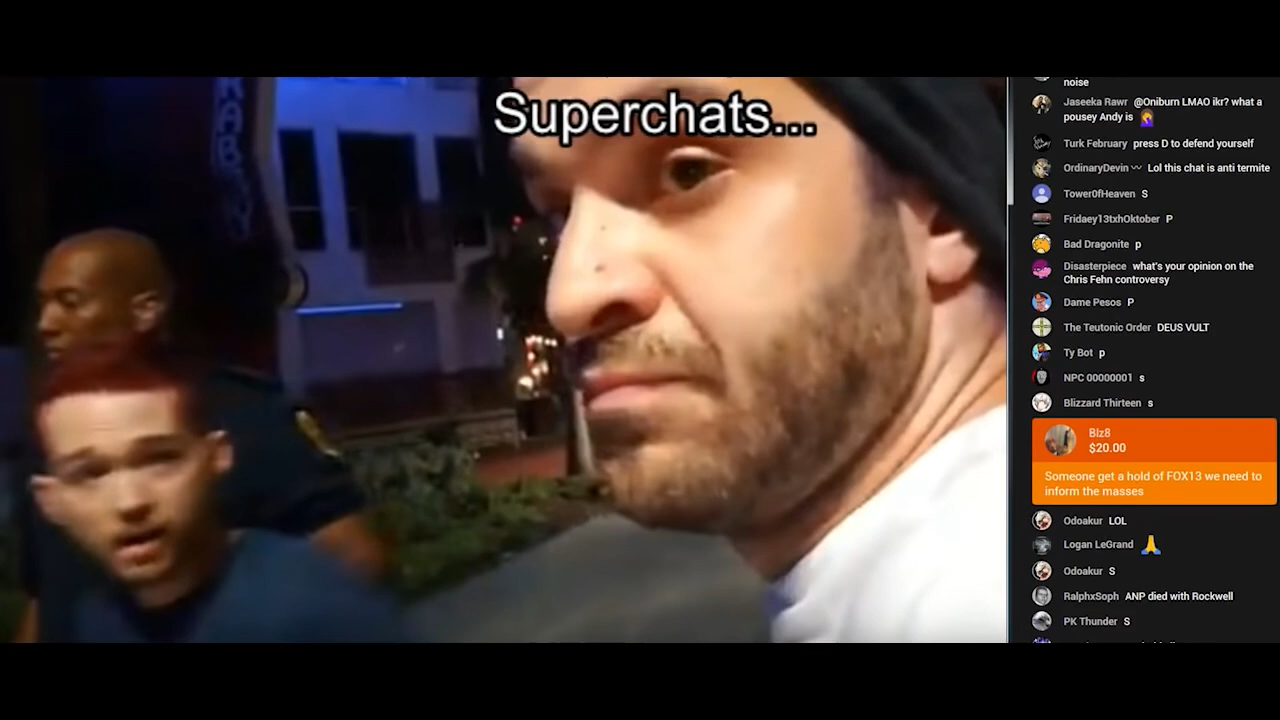 Superchats...
noise
Jaseeka Rawr @Oniburn LMAO ikr? what a
pousey Andy is 🤦‍♀️
Turk February press D to defend yourself
OrdinaryDevin 〰 Lol this chat is anti termite
Tower0fHeaven S
Fridaey13txhOktober P
Bad Dragonite p
Disasterpiece what's your opinion on the
Chris Fehn controversy
Dame Pesos P
The Teutonic Order DEUS VULT
Ty Bot p
NPC 00000001 s
Blizzard Thirteen s
Blz8
$20.00
Someone get a hold of FOX13 we need to
inform the masses
Odoakur LOL
Logan LeGrand 🙏
Odoakur S
RalphxSoph ANP died with Rockwell
PK Thunder S